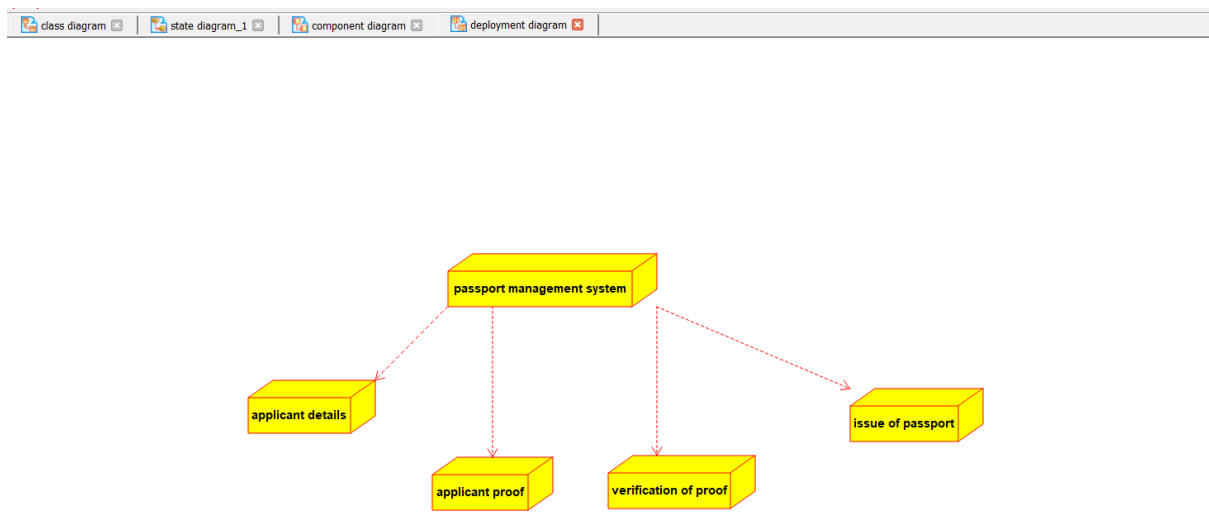 class diagram
state diagram_1
component diagram
deployment diagram
passport management system
applicant details
issue of passport
applicant proof
verification of proof